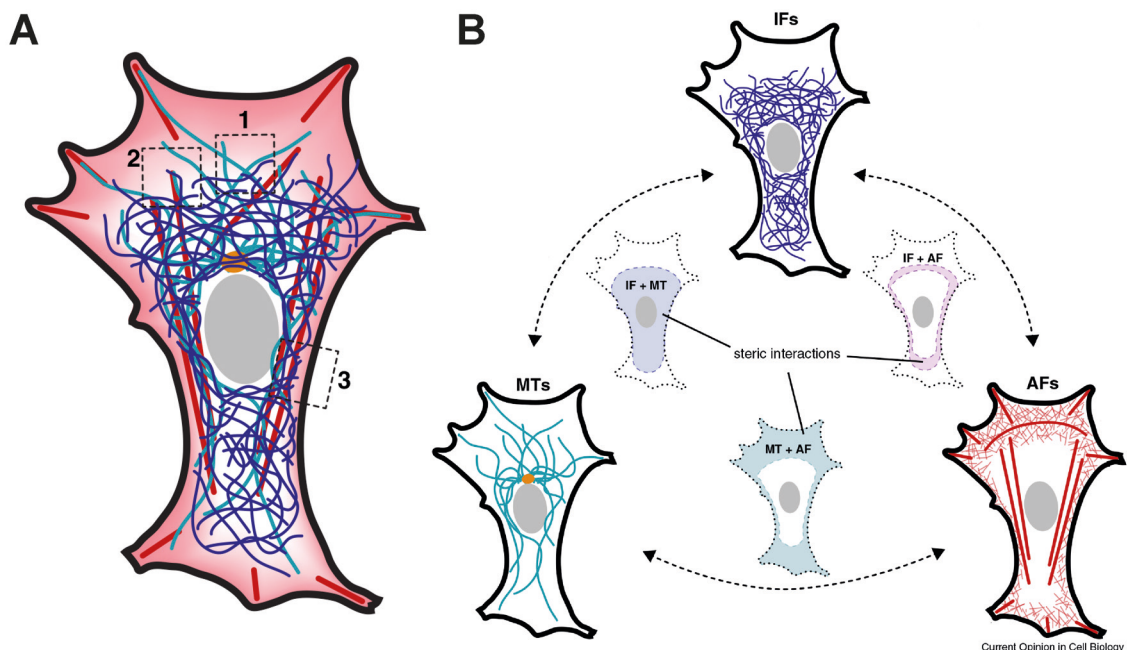 A
1
2
3
B
IFs
IF + MT
IF + AF
steric interactions
MTs
MT + AF
AFs
Current Opinion in Cell Biology